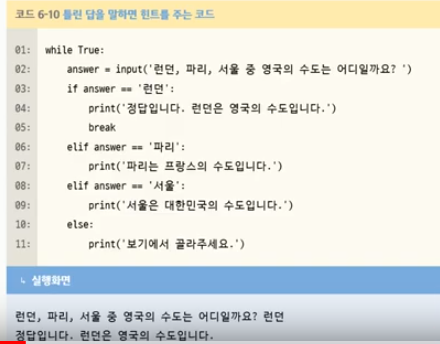 코드 6-10 틀린 답을 말하면 힌트를 주는 코드
01: while True:
02: answer = input('런던, 파리, 서울 중 영국의 수도는 어디일까요? ')
03: if answer == '런던':
04: print('정답입니다. 런던은 영국의 수도입니다.')
05: break
06: elif answer == '파리':
07: print('파리는 프랑스의 수도입니다.')
08: elif answer == '서울':
09: print('서울은 대한민국의 수도입니다.')
10: else:
11: print('보기에서 골라주세요.')
↳ 실행화면
런던, 파리, 서울 중 영국의 수도는 어디일까요? 런던
정답입니다. 런던은 영국의 수도입니다.